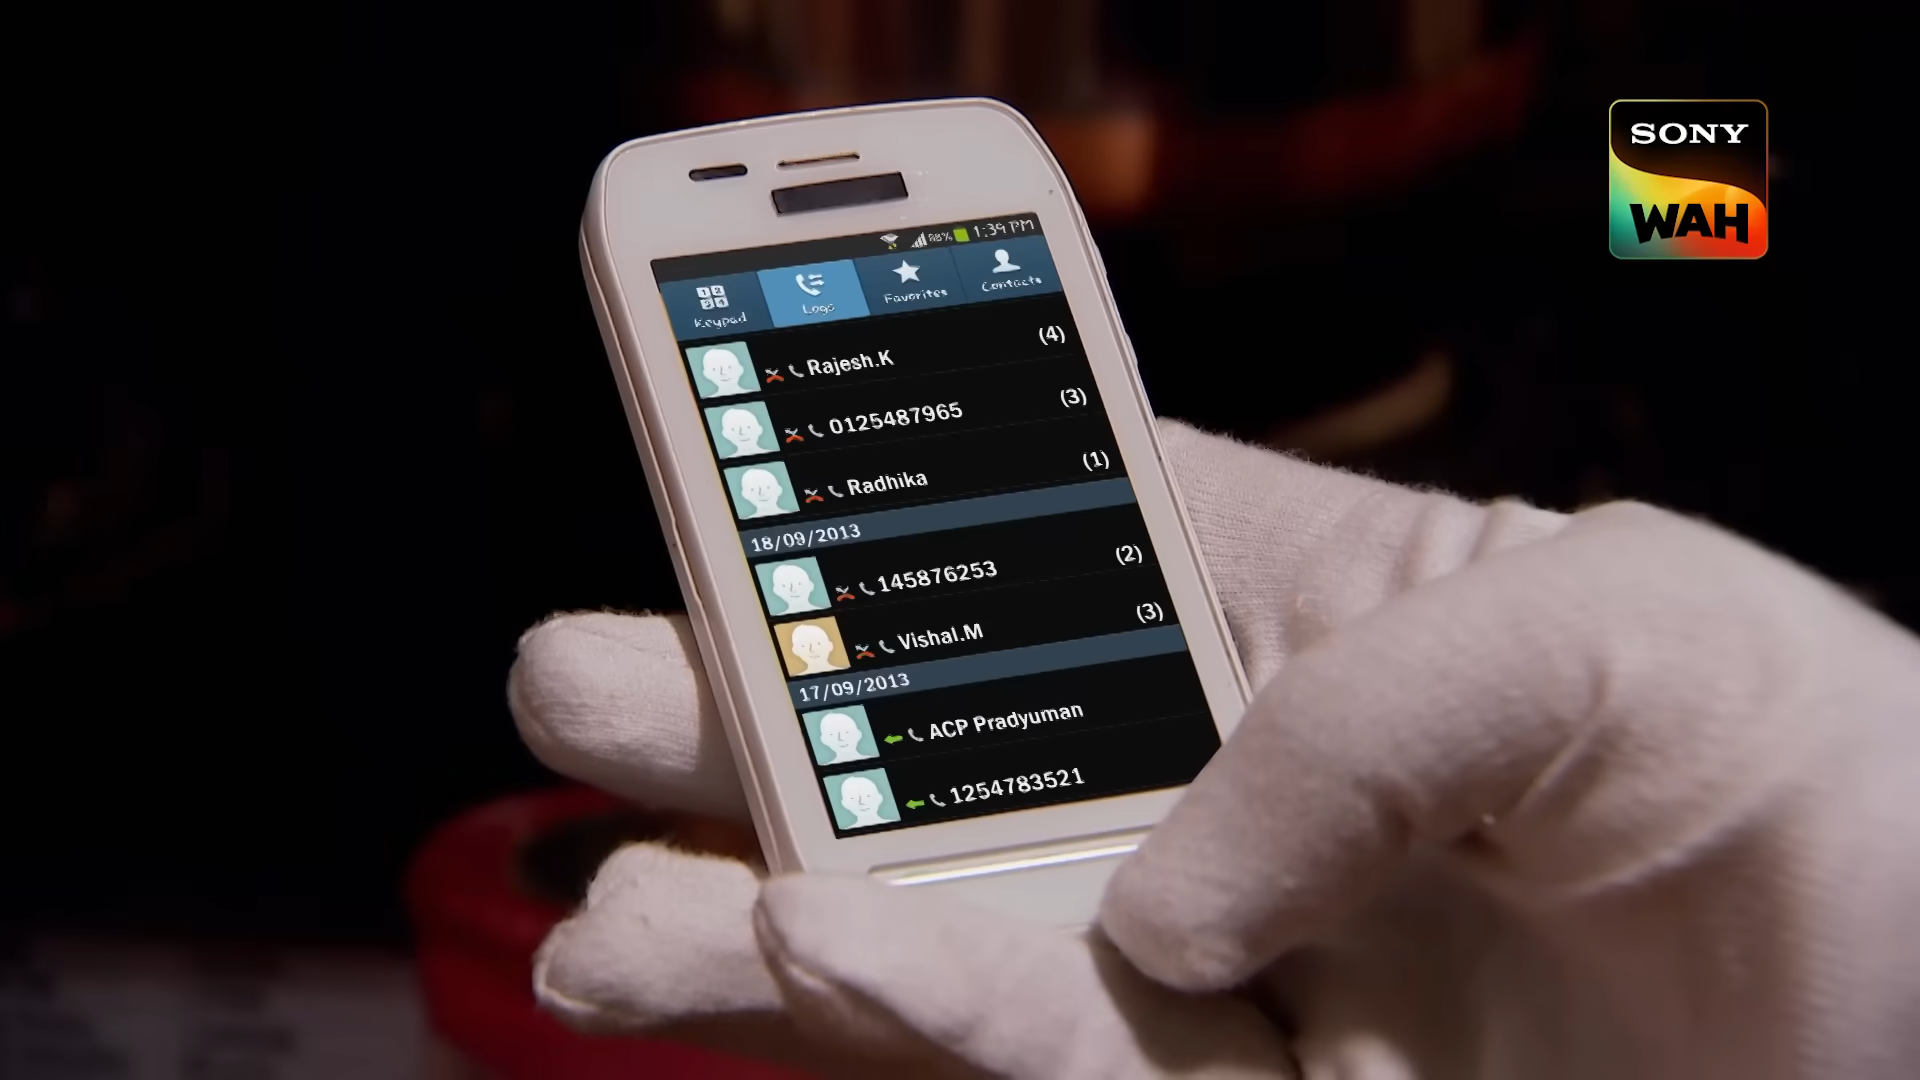 SONY
WAH
88% 1:39 PM
Keypad
Logs
Favorites
Contacts
Rajesh.K (4)
0125487965 (3)
Radhika (1)
18/09/2013
145876253 (2)
Vishal.M (3)
17/09/2013
ACP Pradyuman
1254783521